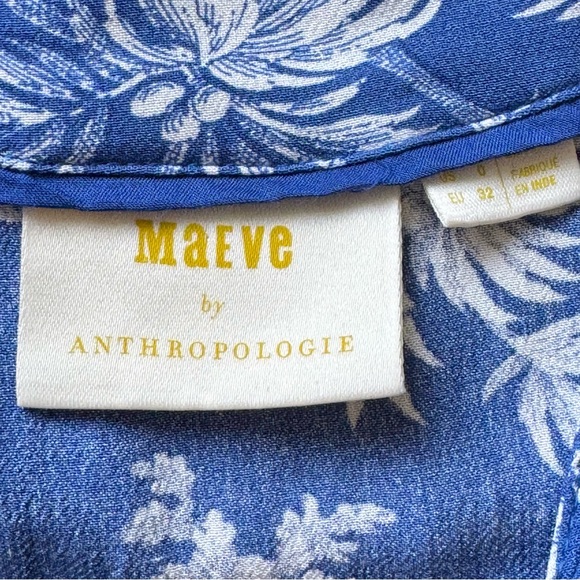 MaEVe
by
ANTHROPOLOGIE
US 0
EU 32
FABRIQUÉ
EN INDE